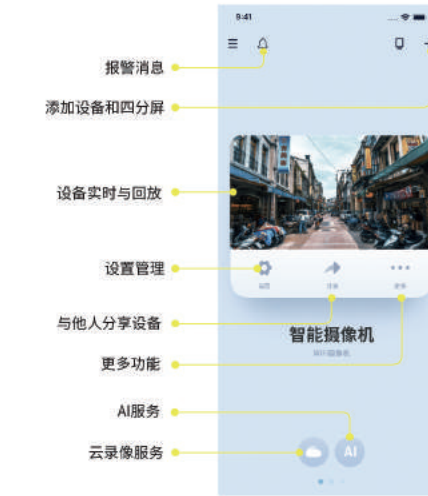 9:41
报警消息
添加设备和四分屏
设备实时与回放
设置管理
与他人分享设备
更多功能
智能摄像机
AI服务
云录像服务
AI